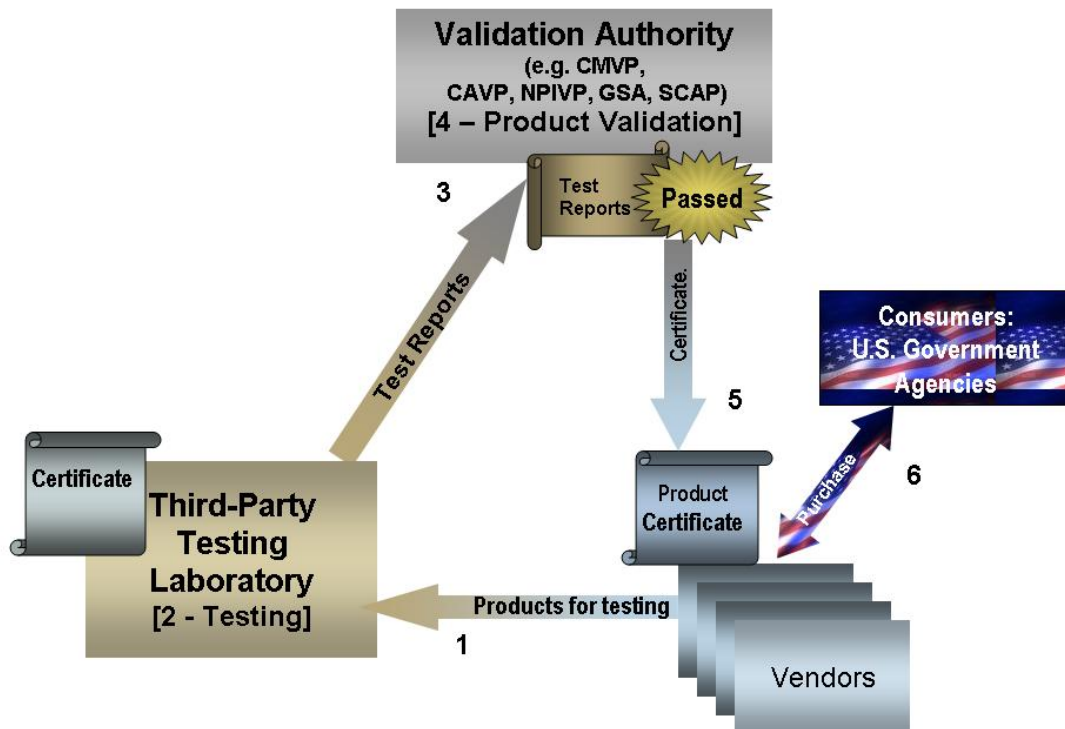 Validation Authority
(e.g. CMVP,
CAVP, NPIVP, GSA, SCAP)
[4 – Product Validation]
3
Test
Reports
Passed
Test Reports
Certificate.
Consumers:
U.S. Government
Agencies
5
Purchase
6
Certificate
Third-Party
Testing
Laboratory
[2 - Testing]
Product
Certificate
Products for testing
1
Vendors